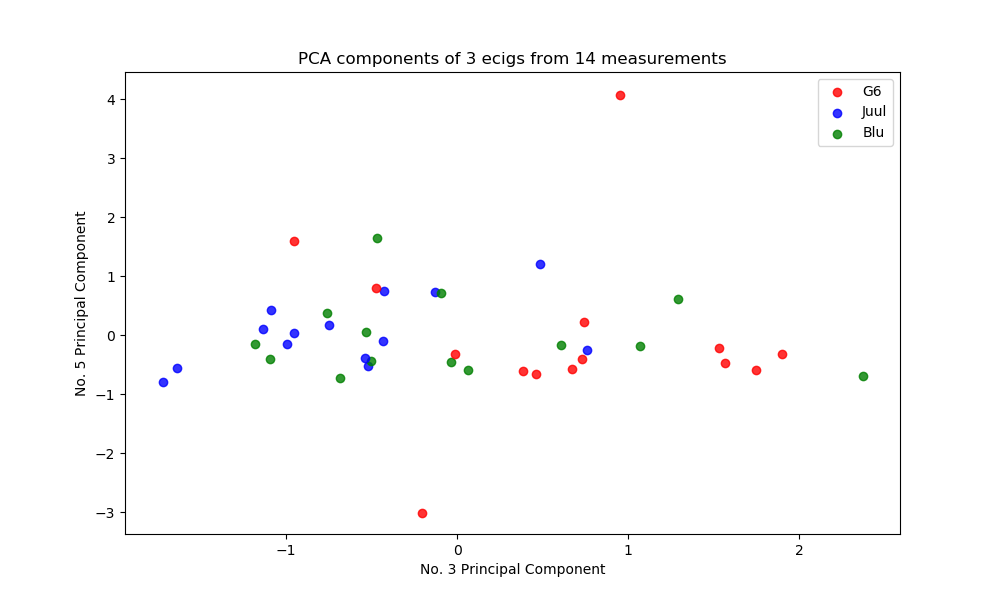 PCA components of 3 ecigs from 14 measurements
G6
Juul
Blu
4
3
2
1
0
−1
−2
−3
No. 5 Principal Component
−1
0
1
2
No. 3 Principal Component